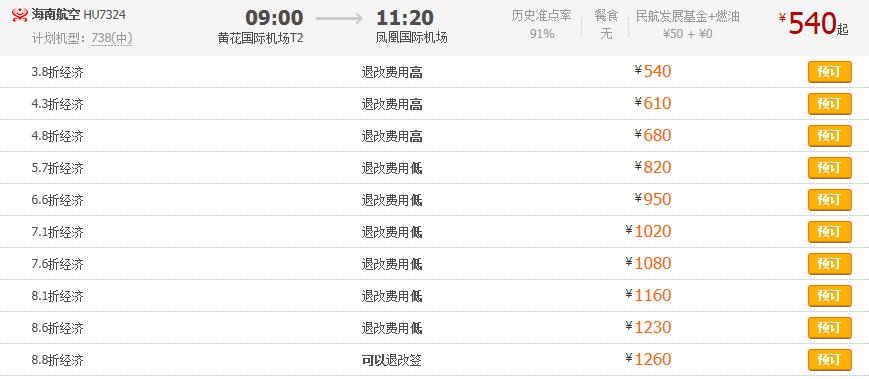 海南航空 HU7324
计划机型：738(中)
09:00
黄花国际机场T2
11:20
凤凰国际机场
历史准点率
91%
餐食
无
民航发展基金+燃油
¥50 + ¥0
¥540起
3.8折经济 退改费用高 ¥540 预订
4.3折经济 退改费用高 ¥610 预订
4.8折经济 退改费用高 ¥680 预订
5.7折经济 退改费用低 ¥820 预订
6.6折经济 退改费用低 ¥950 预订
7.1折经济 退改费用低 ¥1020 预订
7.6折经济 退改费用低 ¥1080 预订
8.1折经济 退改费用低 ¥1160 预订
8.6折经济 退改费用低 ¥1230 预订
8.8折经济 可以退改签 ¥1260 预订